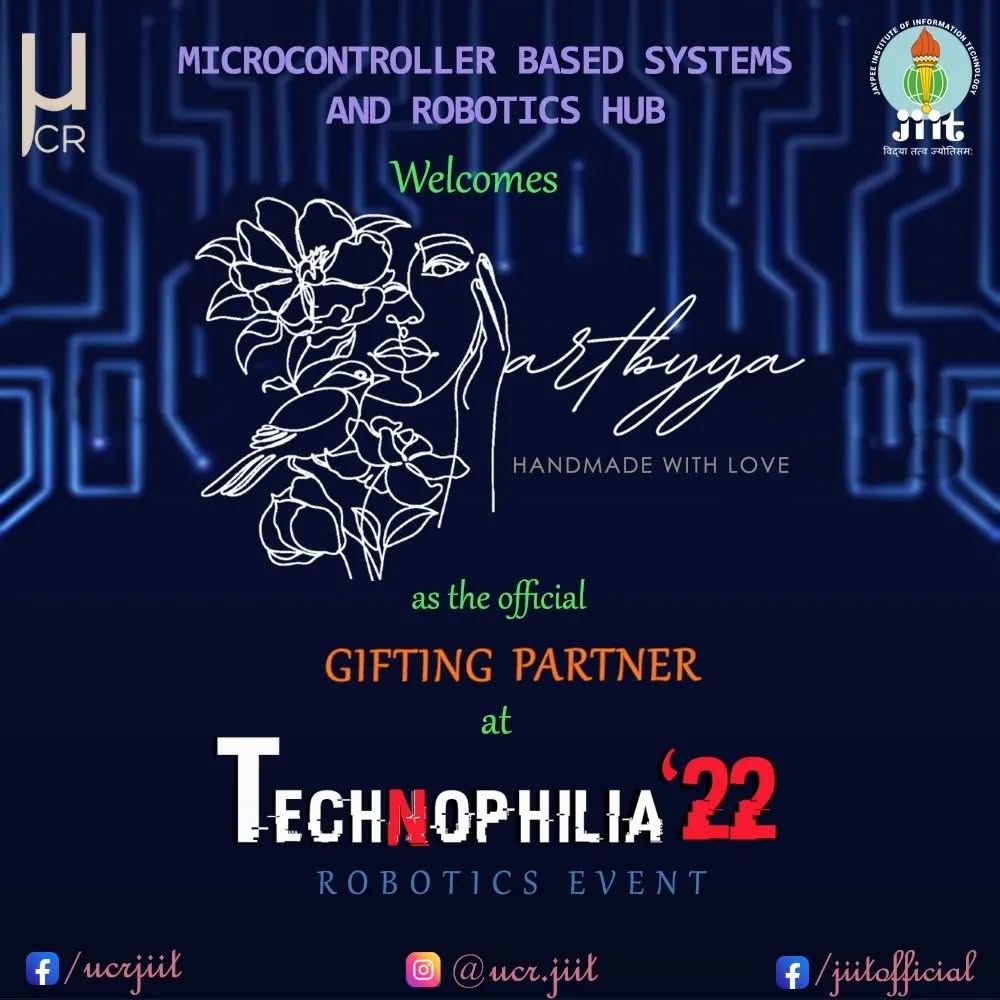 µCR
MICROCONTROLLER BASED SYSTEMS
AND ROBOTICS HUB
JAYPEE INSTITUTE OF INFORMATION TECHNOLOGY
jiit
विद्या तत्व ज्योतिसम:
Welcomes
artbyya
HANDMADE WITH LOVE
as the official
GIFTING PARTNER
at
TECHNOPHILIA '22
ROBOTICS EVENT
/ucrjiit
@ucr.jiit
/jiitofficial